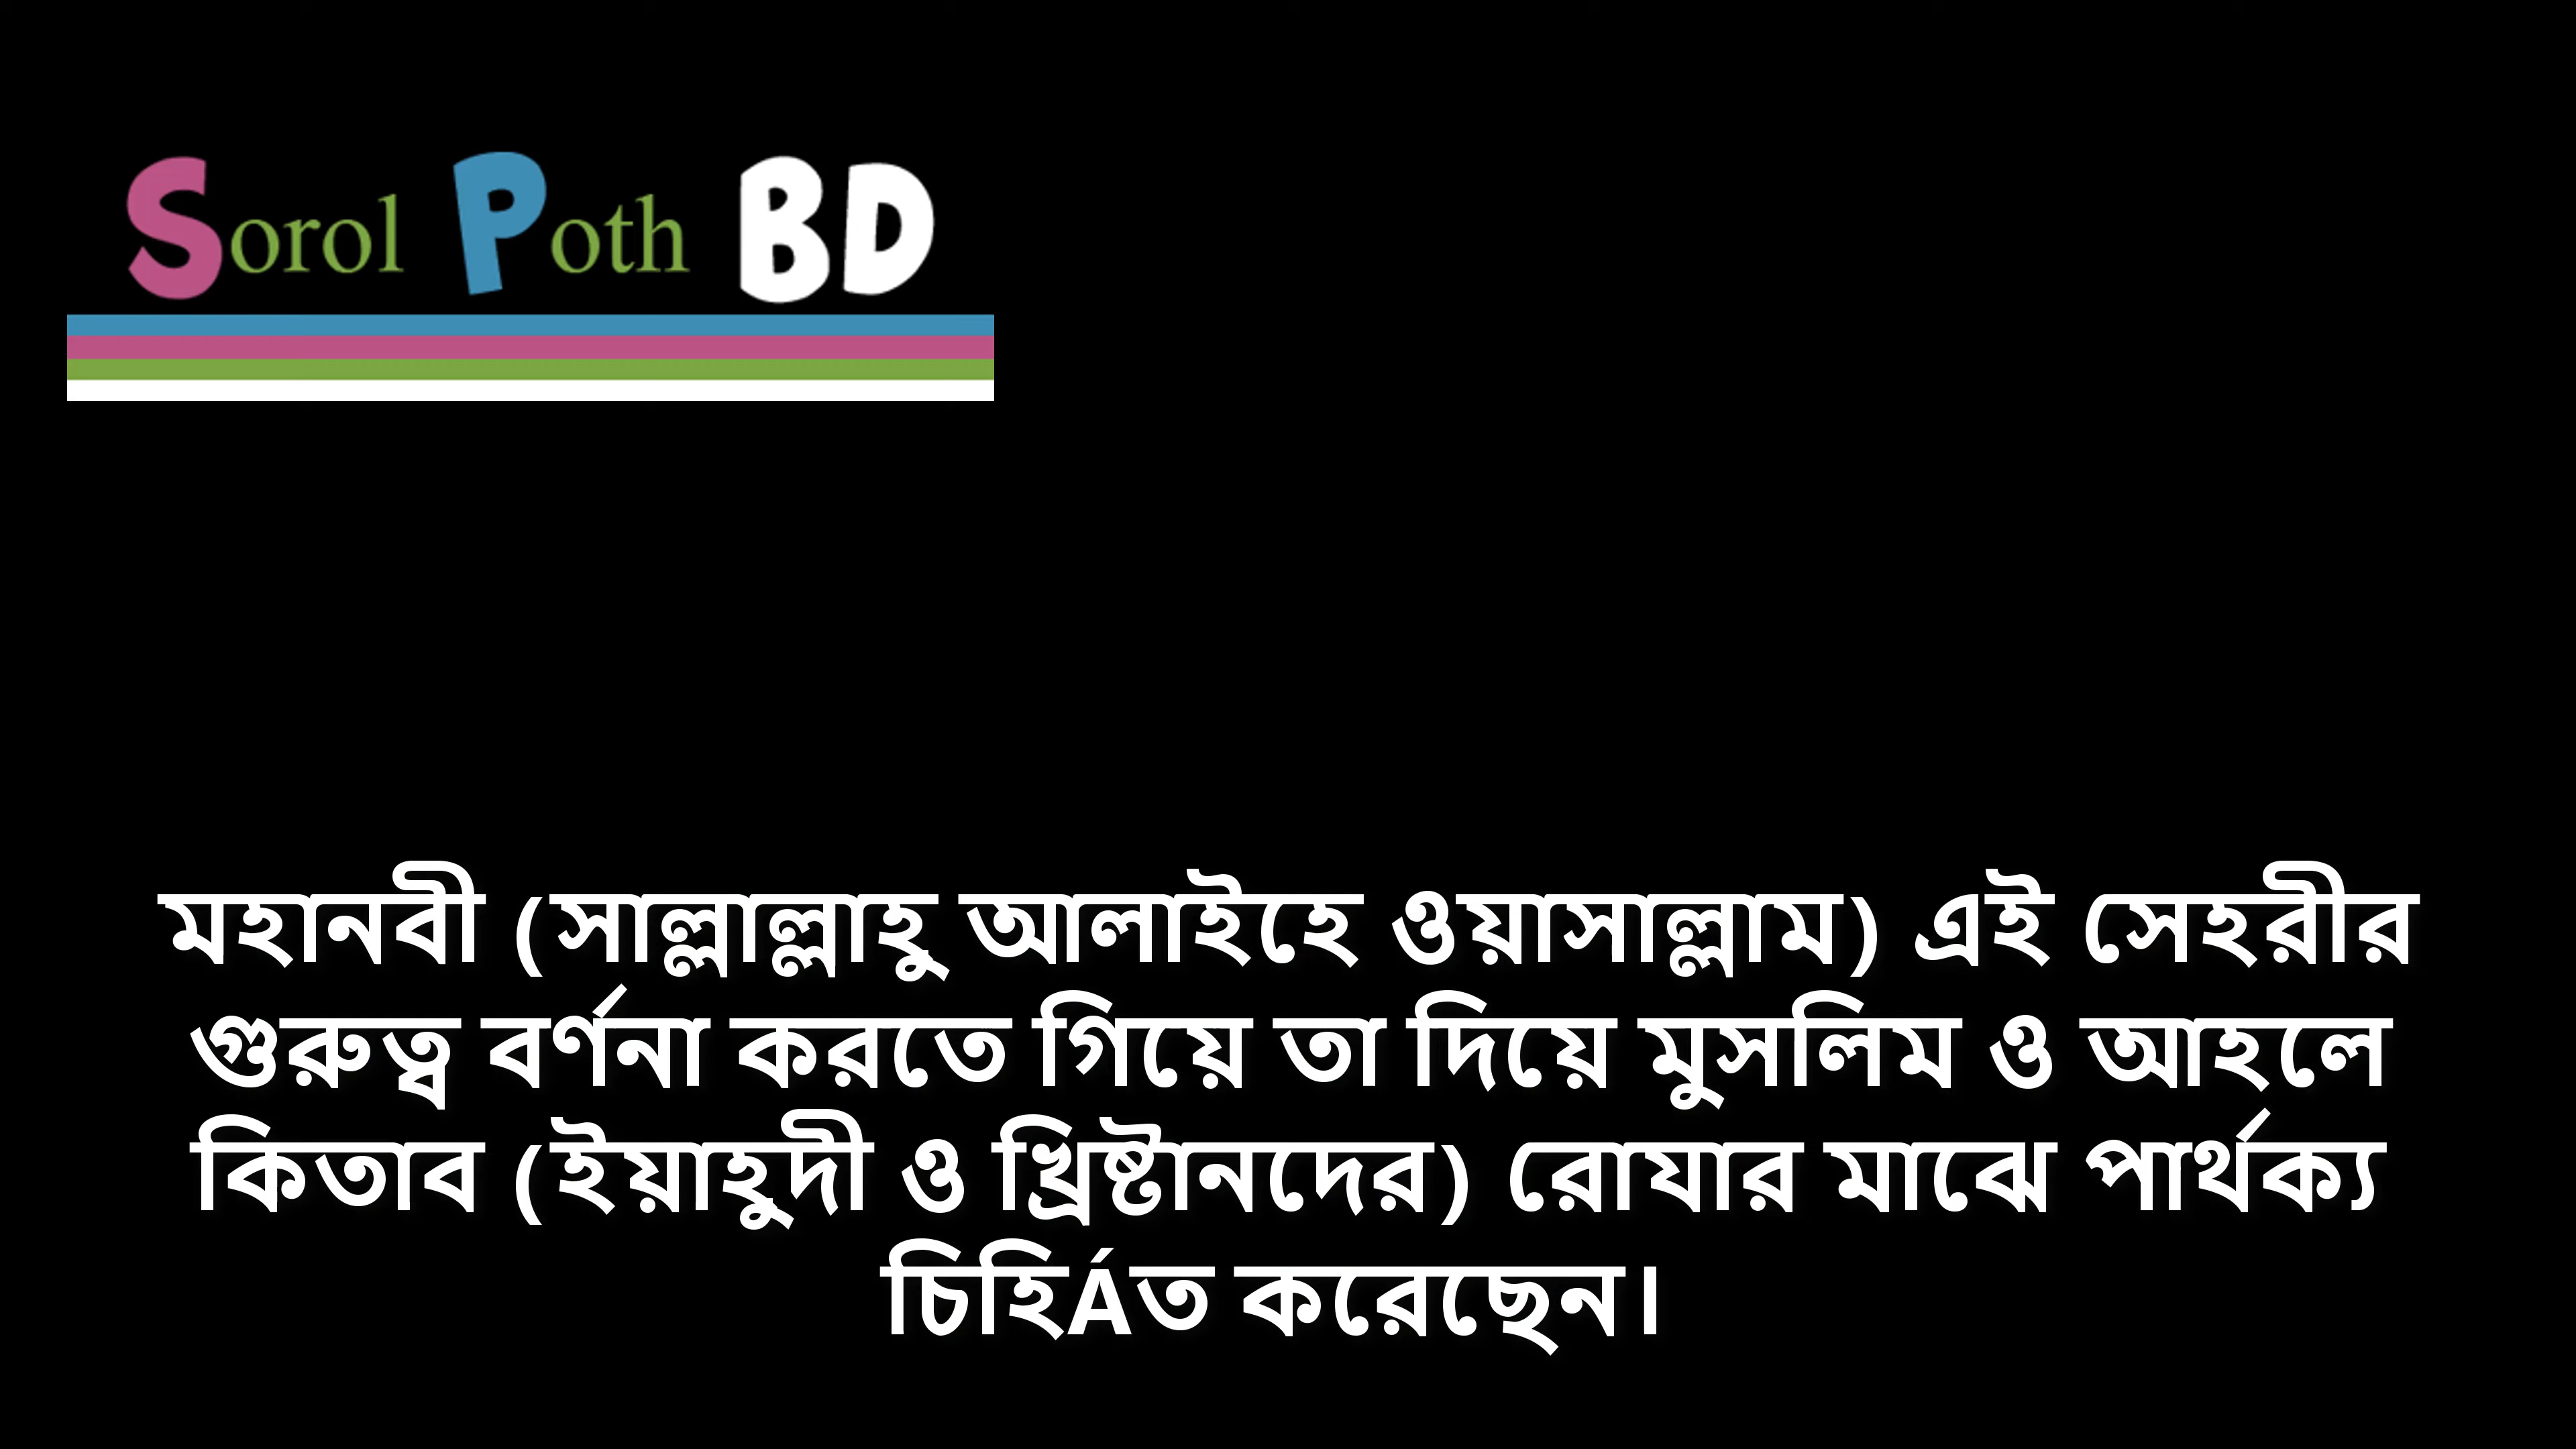 Sorol Poth BD
মহানবী (সাল্লাল্লাহু আলাইহে ওয়াসাল্লাম) এই সেহরীর
গুরুত্ব বর্ণনা করতে গিয়ে তা দিয়ে মুসলিম ও আহলে
কিতাব (ইয়াহুদী ও খ্রিষ্টানদের) রোযার মাঝে পার্থক্য
চিহিÁত করেছেন।